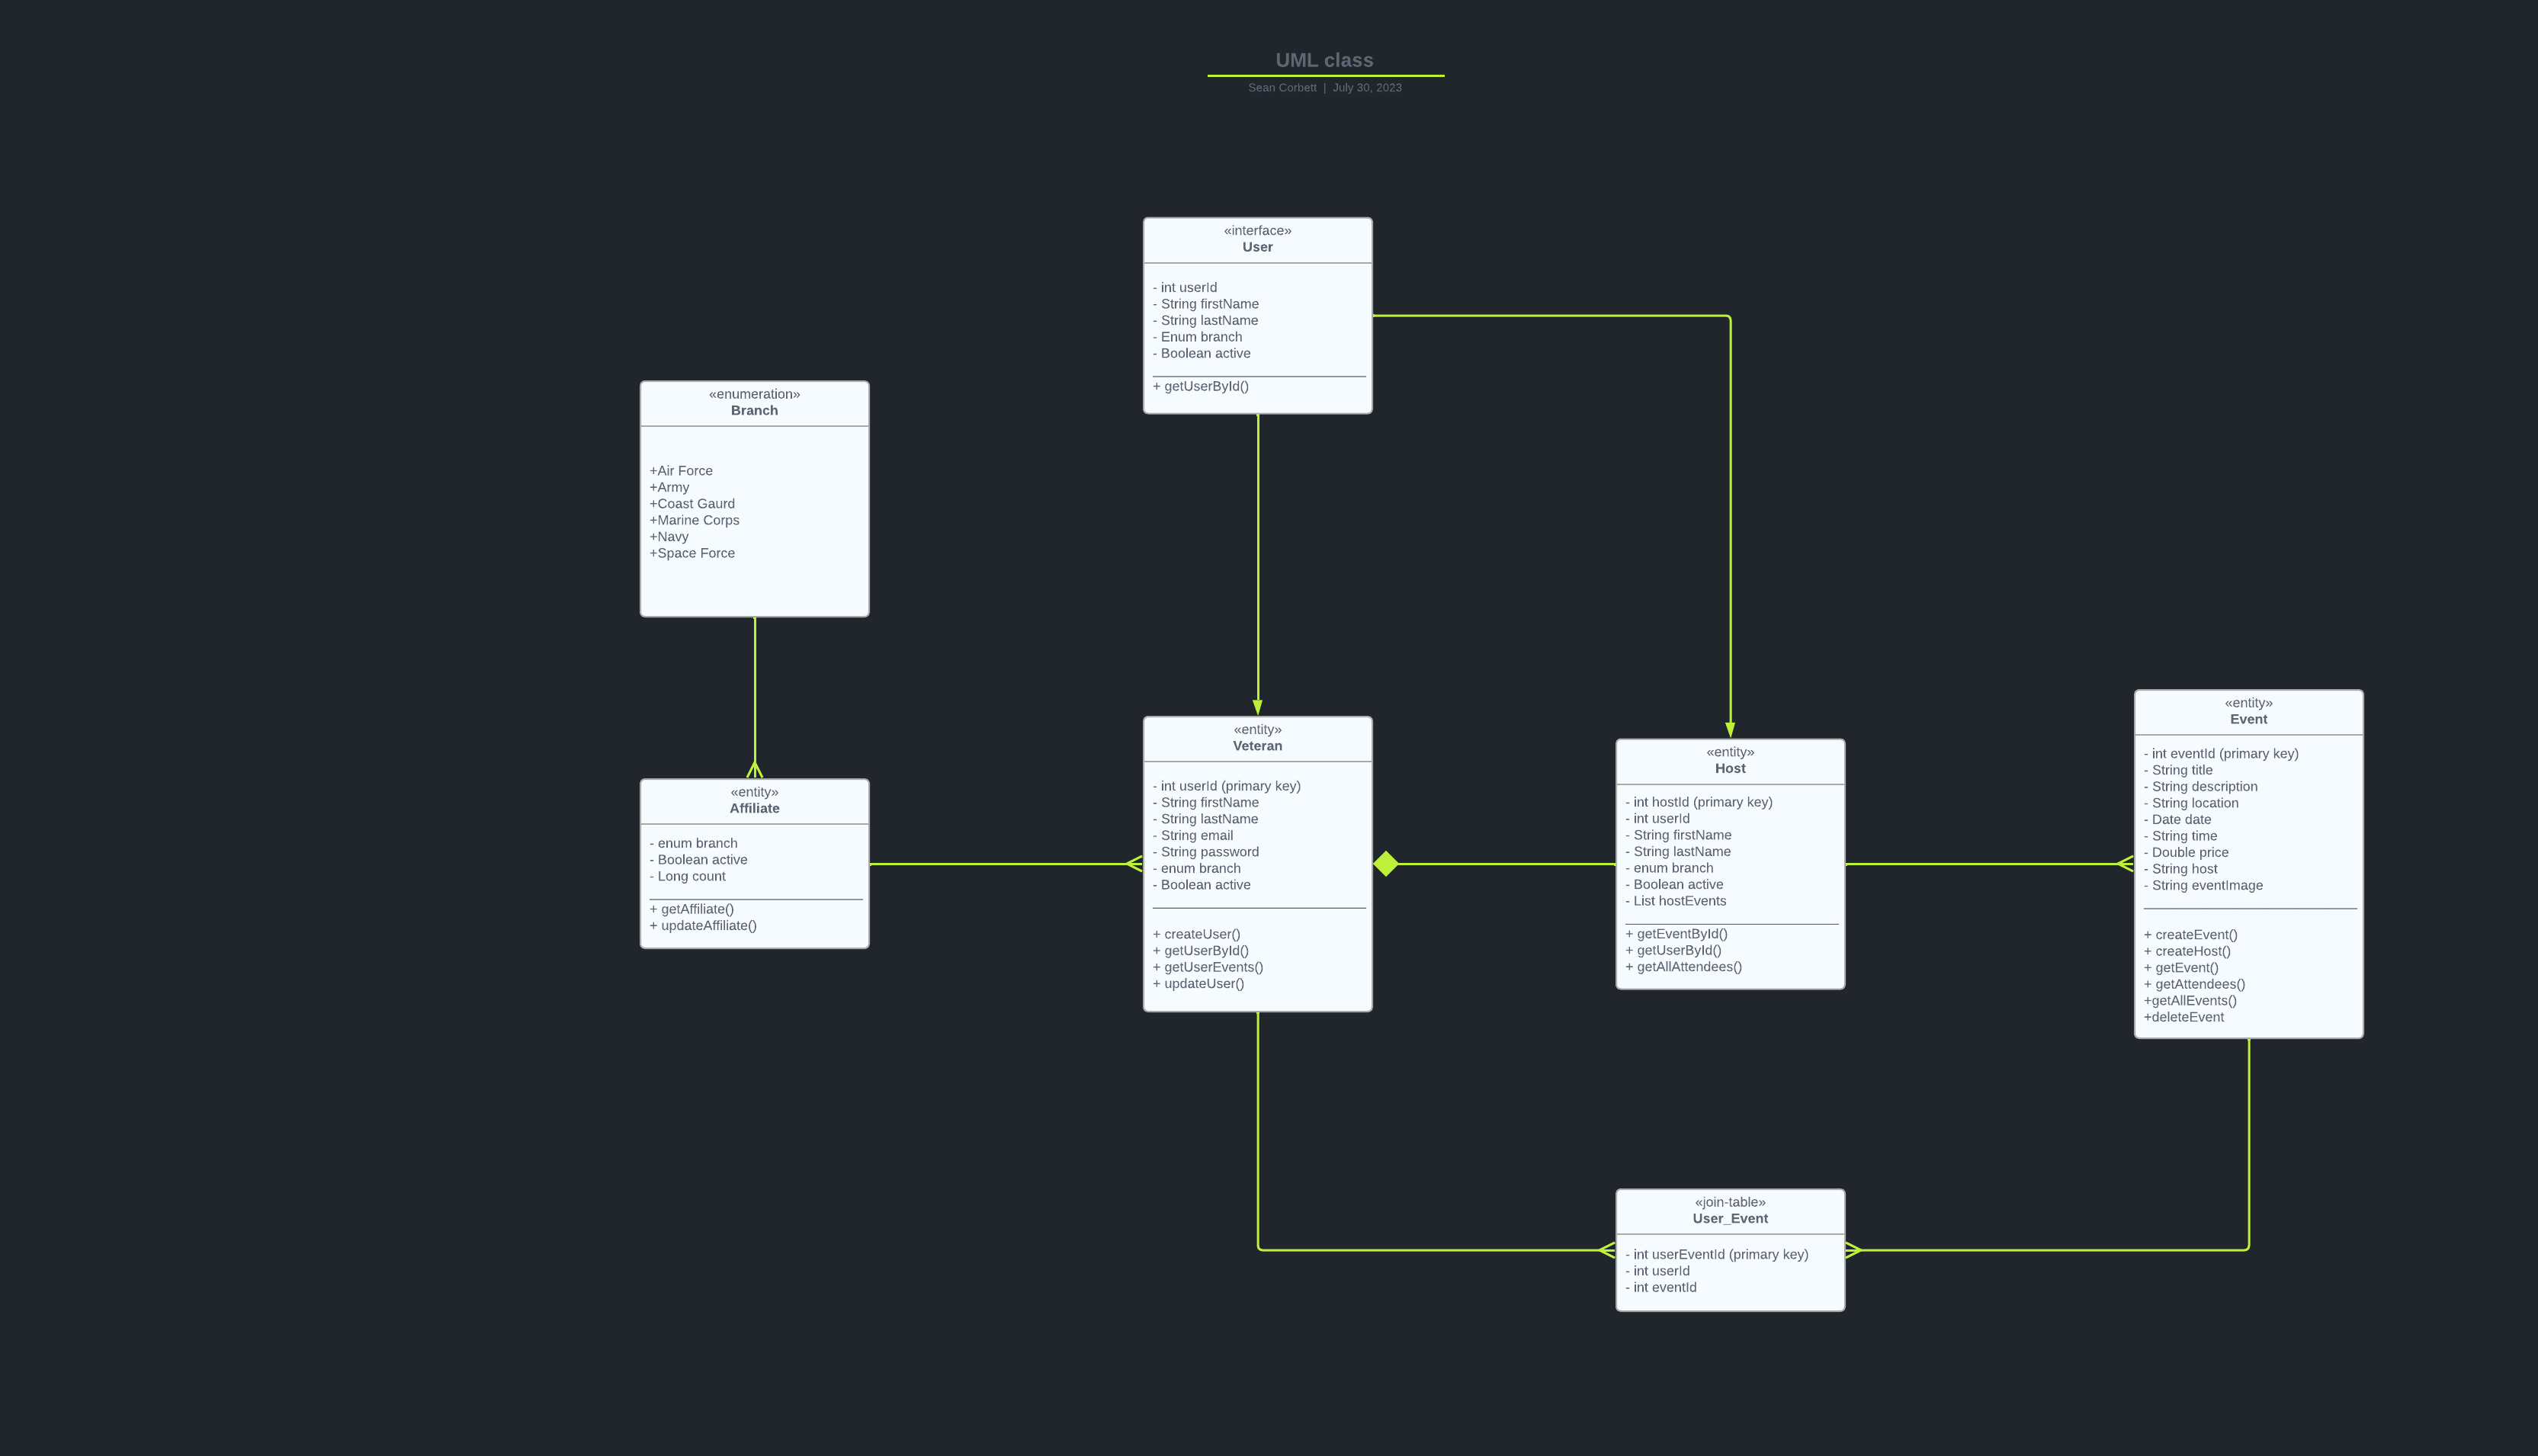 UML class
Sean Corbett | July 30, 2023
«interface»
User
- int userId
- String firstName
- String lastName
- Enum branch
- Boolean active
+ getUserById()
«enumeration»
Branch
+Air Force
+Army
+Coast Gaurd
+Marine Corps
+Navy
+Space Force
«entity»
Affiliate
- enum branch
- Boolean active
- Long count
+ getAffiliate()
+ updateAffiliate()
«entity»
Veteran
- int userId (primary key)
- String firstName
- String lastName
- String email
- String password
- enum branch
- Boolean active
+ createUser()
+ getUserById()
+ getUserEvents()
+ updateUser()
«entity»
Host
- int hostId (primary key)
- int userId
- String firstName
- String lastName
- enum branch
- Boolean active
- List hostEvents
+ getEventById()
+ getUserById()
+ getAllAttendees()
«entity»
Event
- int eventId (primary key)
- String title
- String description
- String location
- Date date
- String time
- Double price
- String host
- String eventImage
+ createEvent()
+ createHost()
+ getEvent()
+ getAttendees()
+getAllEvents()
+deleteEvent
«join-table»
User_Event
- int userEventId (primary key)
- int userId
- int eventId